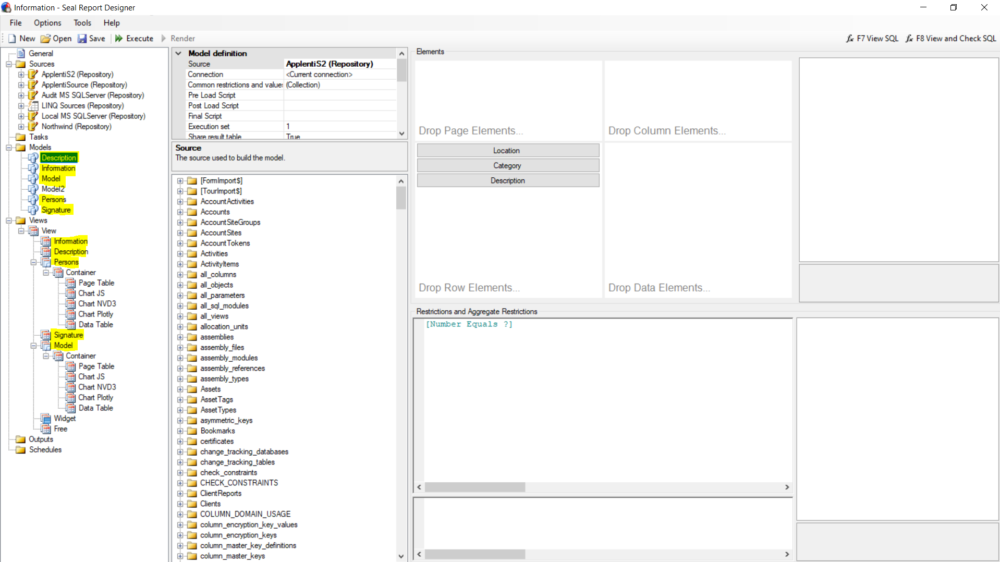 Information - Seal Report Designer
File Options Tools Help
New Open Save Execute Render F7 View SQL F8 View and Check SQL
General
Sources
ApplentiS2 (Repository)
ApplentiSource (Repository)
Audit MS SQLServer (Repository)
LINQ Sources (Repository)
Local MS SQLServer (Repository)
Northwind (Repository)
Tasks
Models
Description
Information
Model
Model2
Persons
Signature
Views
View
Information
Description
Persons
Container
Page Table
Chart JS
Chart NVD3
Chart Plotly
Data Table
Signature
Model
Container
Page Table
Chart JS
Chart NVD3
Chart Plotly
Data Table
Widget
Free
Outputs
Schedules
Model definition
Source ApplentiS2 (Repository)
Connection <Current connection>
Common restrictions and values (Collection)
Pre Load Script
Post Load Script
Final Script
Execution set 1
Share result table True
Source
The source used to build the model.
[FormImport$]
[TourImport$]
AccountActivities
Accounts
AccountSiteGroups
AccountSites
AccountTokens
Activities
ActivityItems
all_columns
all_objects
all_parameters
all_sql_modules
all_views
allocation_units
assemblies
assembly_files
assembly_modules
assembly_references
assembly_types
Assets
AssetTags
AssetTypes
asymmetric_keys
Bookmarks
certificates
change_tracking_databases
change_tracking_tables
check_constraints
CHECK_CONSTRAINTS
ClientReports
Clients
COLUMN_DOMAIN_USAGE
column_encryption_key_values
column_encryption_keys
column_master_key_definitions
column_master_keys
Elements
Drop Page Elements...
Drop Column Elements...
Location
Category
Description
Drop Row Elements...
Drop Data Elements...
Restrictions and Aggregate Restrictions
[Number Equals ?]